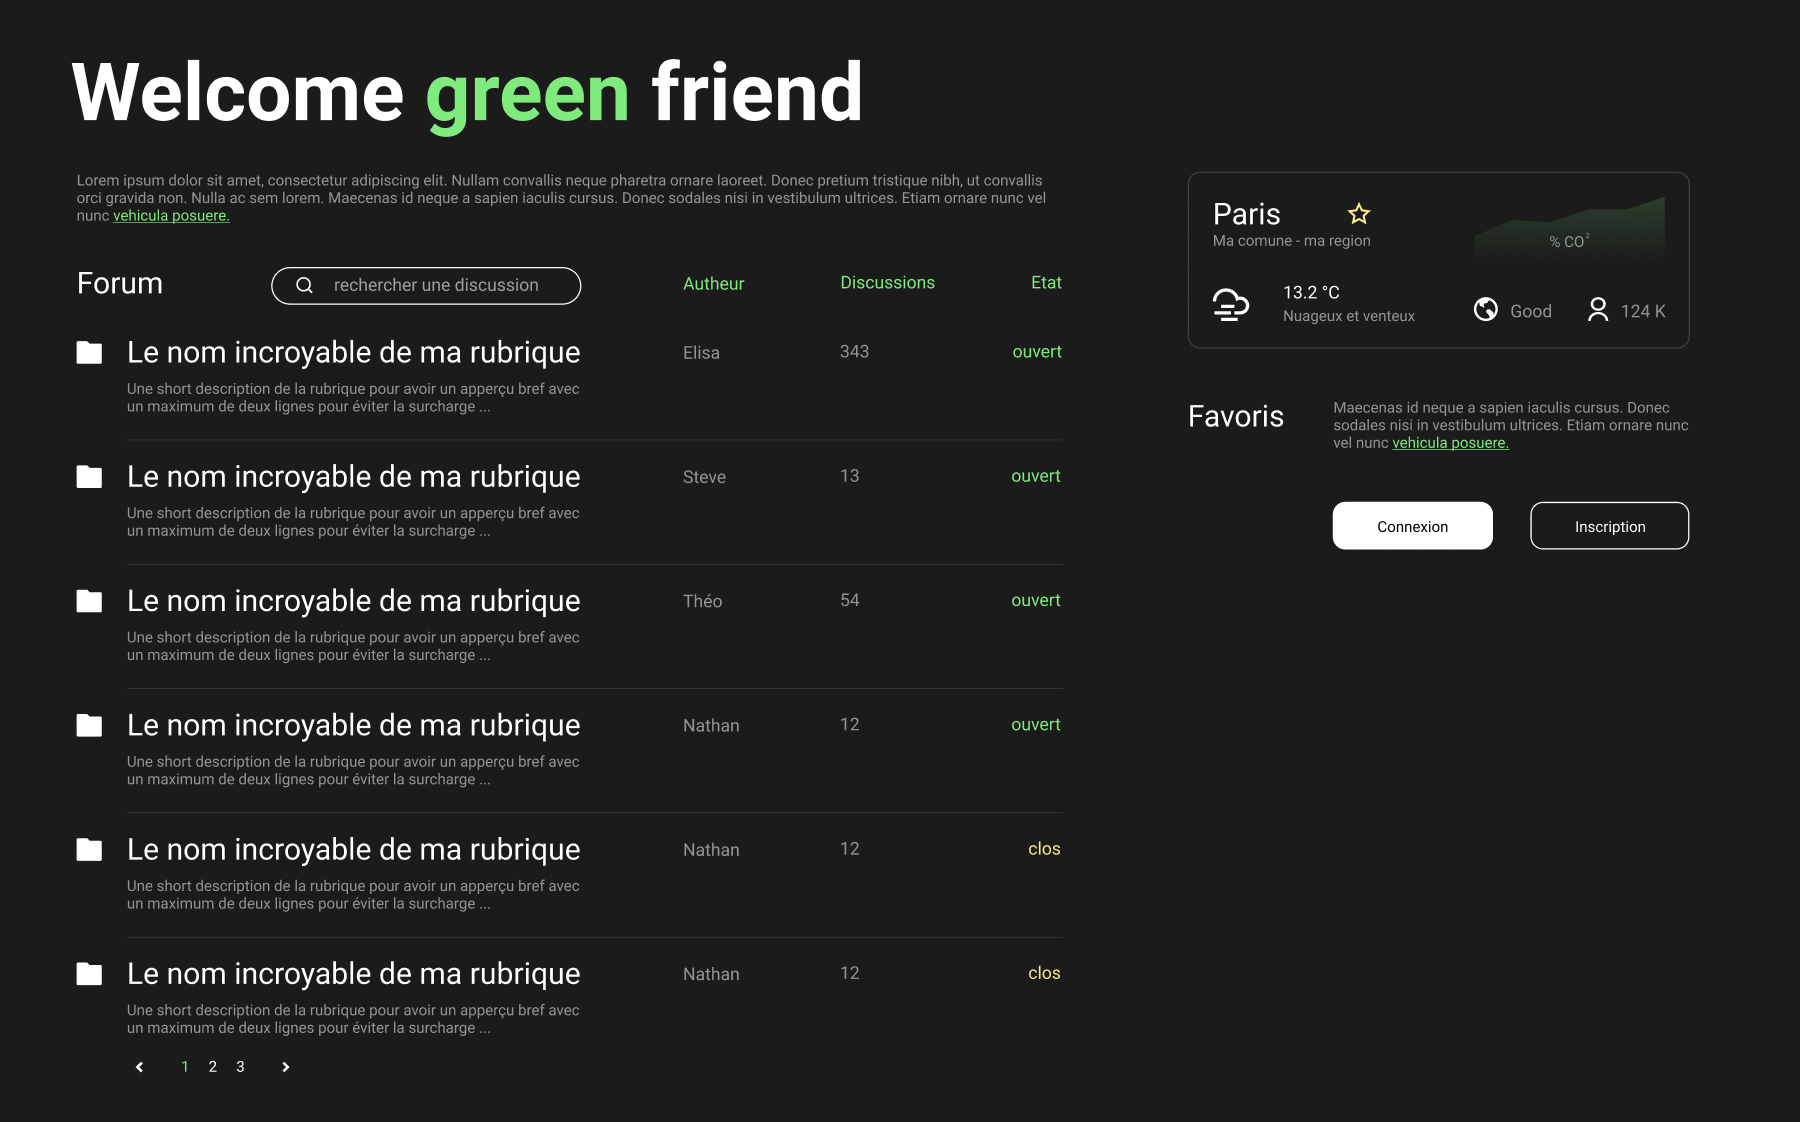 Welcome green friend
Lorem ipsum dolor sit amet, consectetur adipiscing elit. Nullam convallis neque pharetra ornare laoreet. Donec pretium tristique nibh, ut convallis
orci gravida non. Nulla ac sem lorem. Maecenas id neque a sapien iaculis cursus. Donec sodales nisi in vestibulum ultrices. Etiam ornare nunc vel
nunc vehicula posuere.
Forum
rechercher une discussion
Autheur
Discussions
Etat
Le nom incroyable de ma rubrique
Elisa
343
ouvert
Une short description de la rubrique pour avoir un apperçu bref avec
un maximum de deux lignes pour éviter la surcharge ...
Le nom incroyable de ma rubrique
Steve
13
ouvert
Une short description de la rubrique pour avoir un apperçu bref avec
un maximum de deux lignes pour éviter la surcharge ...
Le nom incroyable de ma rubrique
Théo
54
ouvert
Une short description de la rubrique pour avoir un apperçu bref avec
un maximum de deux lignes pour éviter la surcharge ...
Le nom incroyable de ma rubrique
Nathan
12
ouvert
Une short description de la rubrique pour avoir un apperçu bref avec
un maximum de deux lignes pour éviter la surcharge ...
Le nom incroyable de ma rubrique
Nathan
12
clos
Une short description de la rubrique pour avoir un apperçu bref avec
un maximum de deux lignes pour éviter la surcharge ...
Le nom incroyable de ma rubrique
Nathan
12
clos
Une short description de la rubrique pour avoir un apperçu bref avec
un maximum de deux lignes pour éviter la surcharge ...
1 2 3
Paris
Ma comune - ma region
% CO²
13.2 °C
Nuageux et venteux
Good
124 K
Favoris
Maecenas id neque a sapien iaculis cursus. Donec
sodales nisi in vestibulum ultrices. Etiam ornare nunc
vel nunc vehicula posuere.
Connexion
Inscription